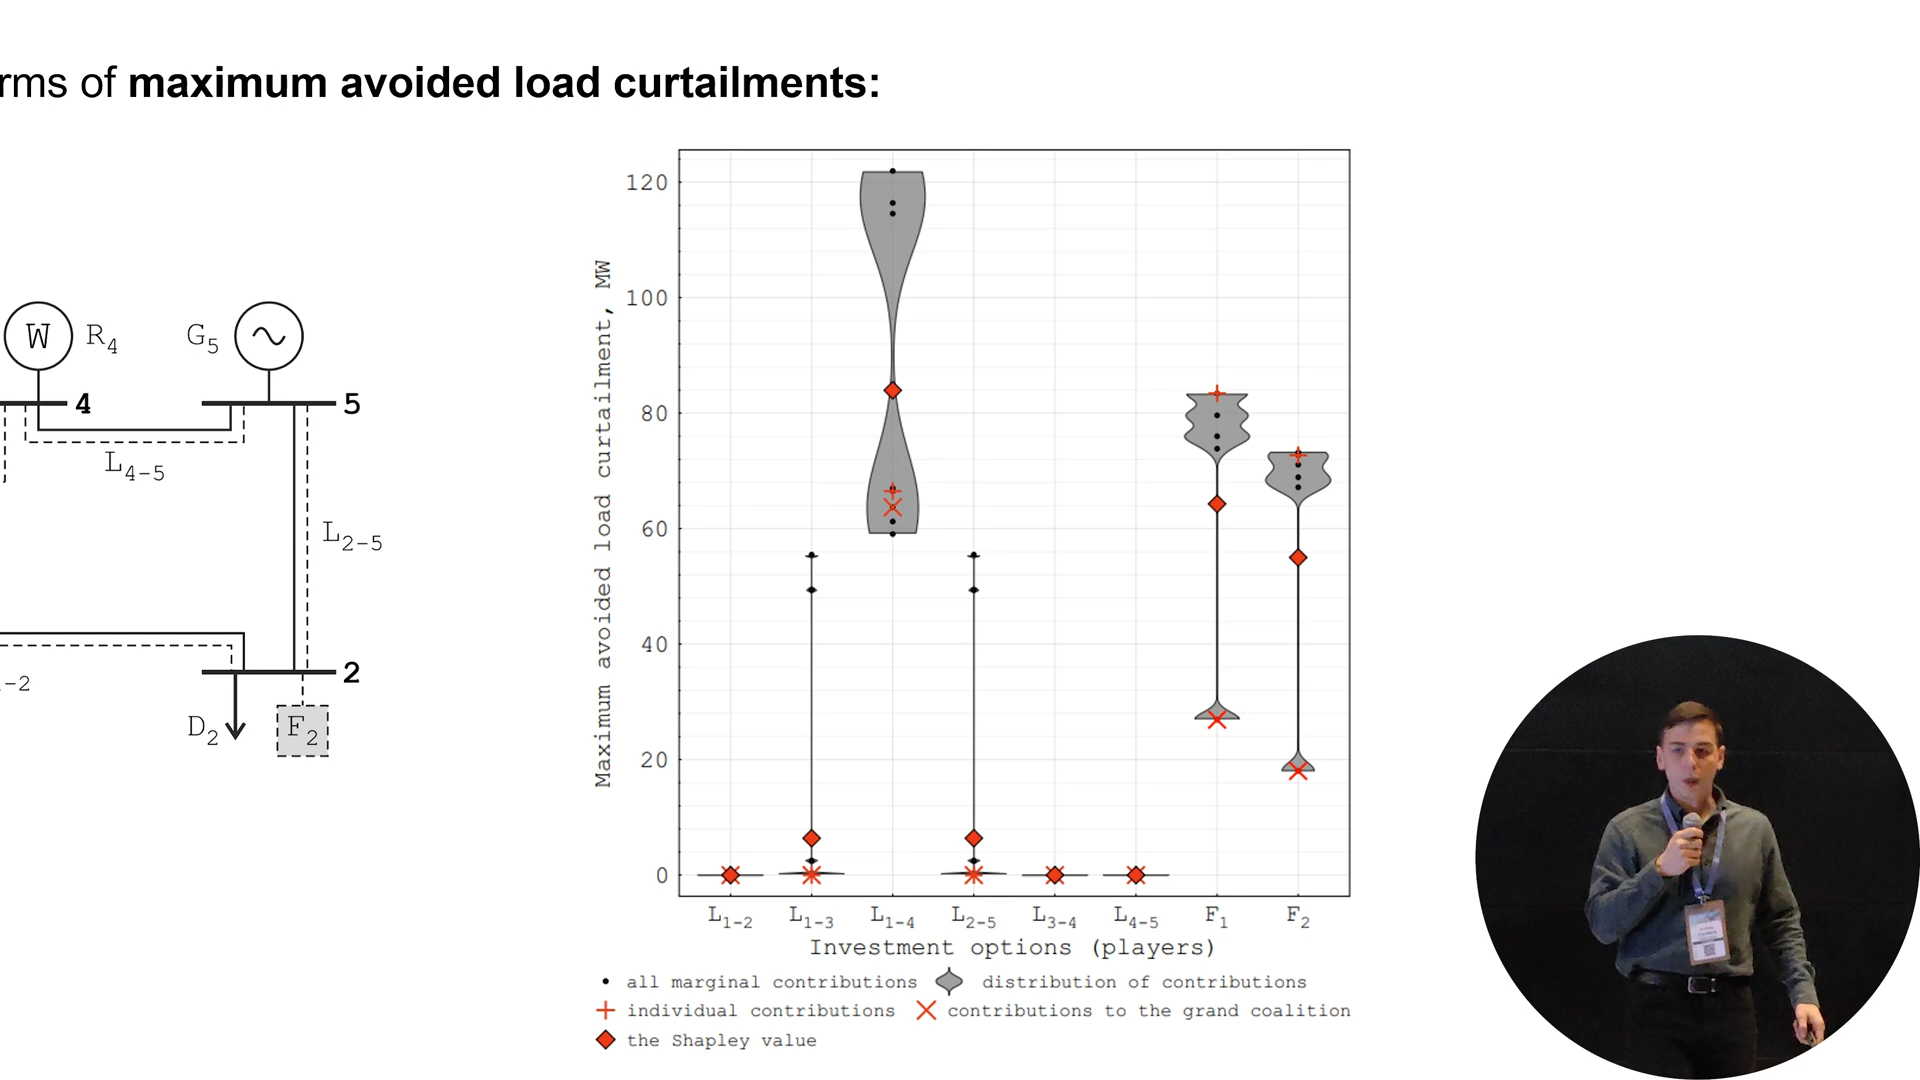 rms of maximum avoided load curtailments:
W R4 G5
4 5
L4-5
L2-5
-2
2
D2 F2
Maximum avoided load curtailment, MW
120
100
80
60
40
20
0
L1-2 L1-3 L1-4 L2-5 L3-4 L4-5 F1 F2
Investment options (players)
all marginal contributions distribution of contributions
individual contributions contributions to the grand coalition
the Shapley value